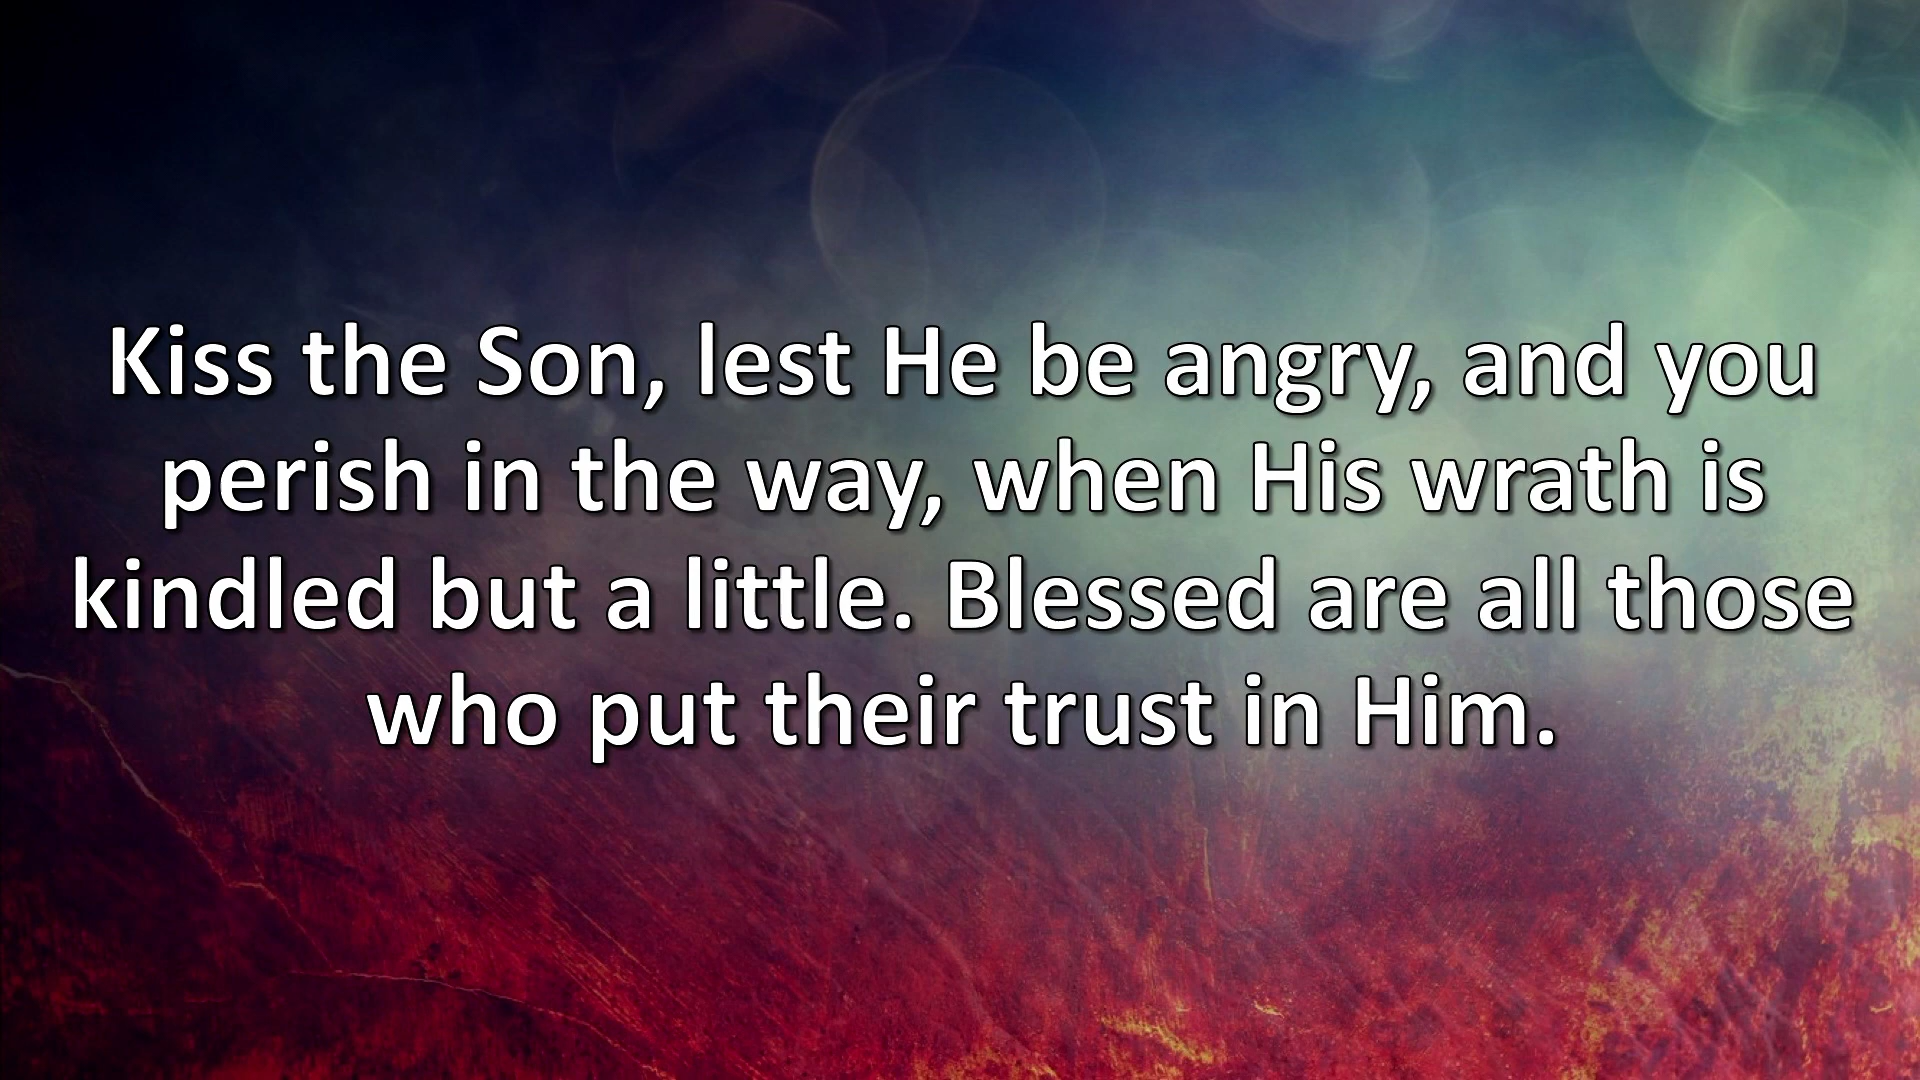 Kiss the Son, lest He be angry, and you
perish in the way, when His wrath is
kindled but a little. Blessed are all those
who put their trust in Him.